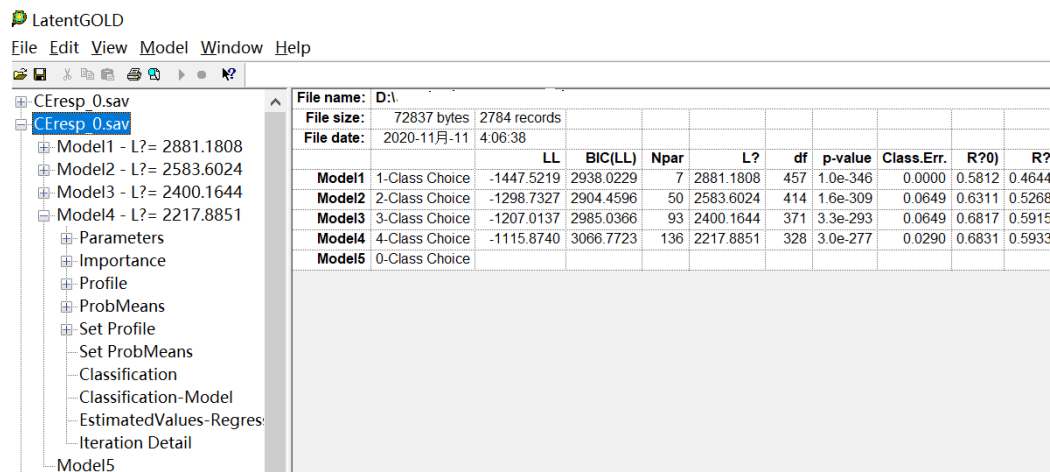 LatentGOLD
File Edit View Model Window Help
CEresp_0.sav
CEresp_0.sav
Model1 - L?= 2881.1808
Model2 - L?= 2583.6024
Model3 - L?= 2400.1644
Model4 - L?= 2217.8851
Parameters
Importance
Profile
ProbMeans
Set Profile
Set ProbMeans
Classification
Classification-Model
EstimatedValues-Regres
Iteration Detail
Model5
File name: D:\
File size: 72837 bytes 2784 records
File date: 2020-11月-11 4:06:38
LL BIC(LL) Npar L? df p-value Class.Err. R?0) R?
Model1 1-Class Choice -1447.5219 2938.0229 7 2881.1808 457 1.0e-346 0.0000 0.5812 0.4644
Model2 2-Class Choice -1298.7327 2904.4596 50 2583.6024 414 1.6e-309 0.0649 0.6311 0.5268
Model3 3-Class Choice -1207.0137 2985.0366 93 2400.1644 371 3.3e-293 0.0649 0.6817 0.5915
Model4 4-Class Choice -1115.8740 3066.7723 136 2217.8851 328 3.0e-277 0.0290 0.6831 0.5933
Model5 0-Class Choice